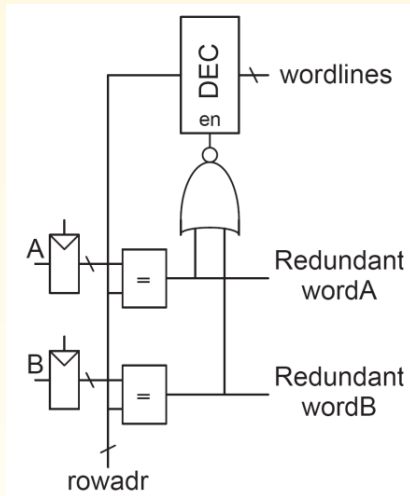 DEC
wordlines
en
A
=
Redundant
wordA
B
=
Redundant
wordB
rowadr